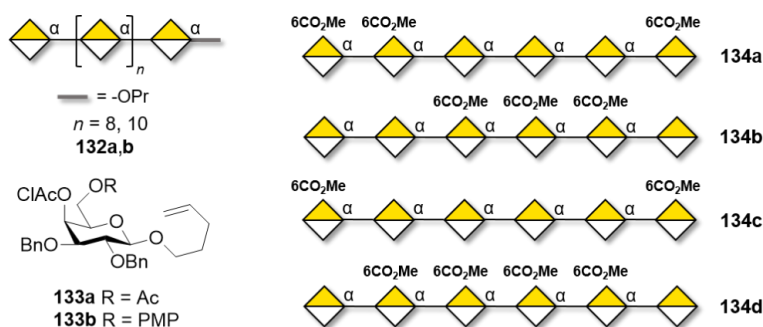 α α α
n
= -OPr
n = 8, 10
132a,b
ClAcO
OR
O
BnO
O
OBn
133a R = Ac
133b R = PMP
6CO₂Me 6CO₂Me 6CO₂Me
α α α α α
134a
6CO₂Me 6CO₂Me 6CO₂Me
α α α α α
134b
6CO₂Me 6CO₂Me
α α α α α
134c
6CO₂Me 6CO₂Me 6CO₂Me 6CO₂Me
α α α α α
134d